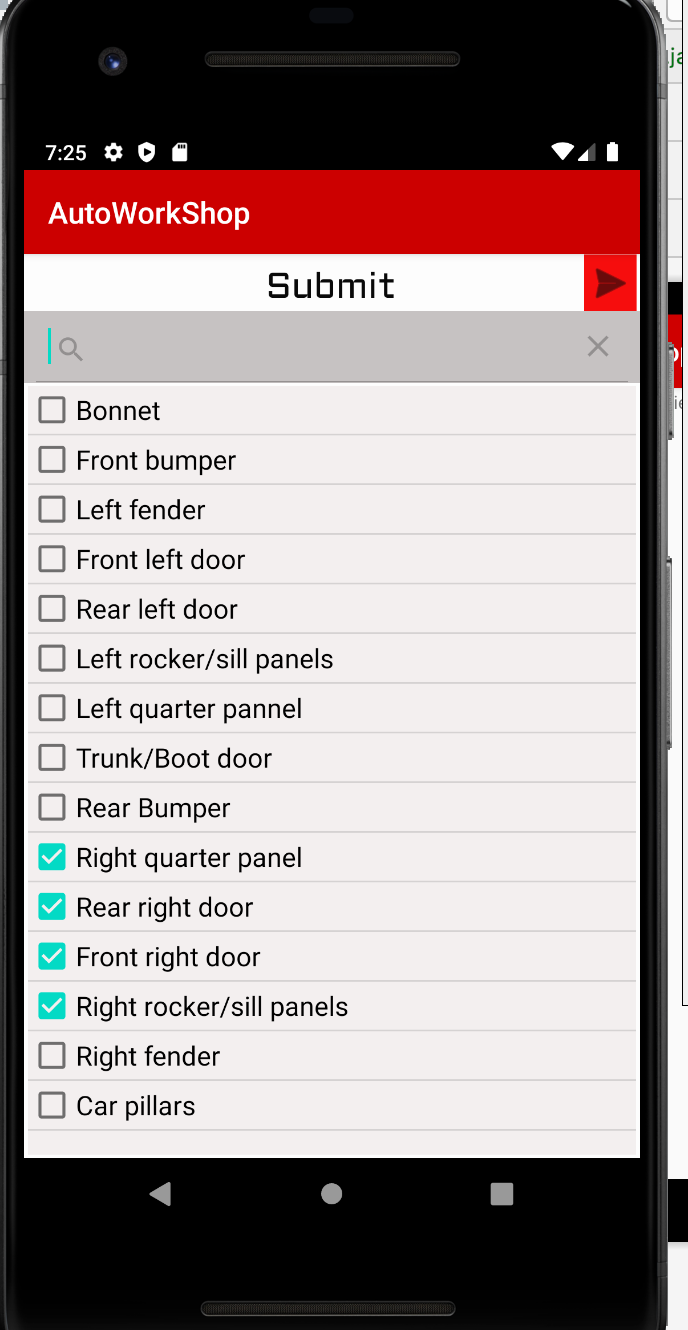 7:25
AutoWorkShop
Submit
Bonnet
Front bumper
Left fender
Front left door
Rear left door
Left rocker/sill panels
Left quarter pannel
Trunk/Boot door
Rear Bumper
Right quarter panel
Rear right door
Front right door
Right rocker/sill panels
Right fender
Car pillars